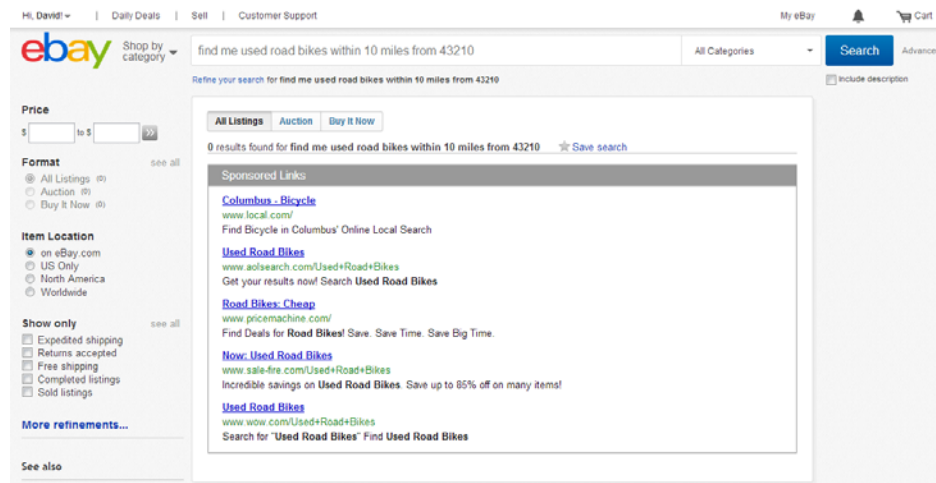 Hi, David! | Daily Deals | Sell | Customer Support My eBay Cart
ebay Shop by category find me used road bikes within 10 miles from 43210 All Categories Search Advance
Refine your search for find me used road bikes within 10 miles from 43210 Include description
Price
$ to $ >>
Format see all
All Listings (0)
Auction (0)
Buy It Now (0)
Item Location
on eBay.com
US Only
North America
Worldwide
Show only see all
Expedited shipping
Returns accepted
Free shipping
Completed listings
Sold listings
More refinements...
See also
All Listings Auction Buy It Now
0 results found for find me used road bikes within 10 miles from 43210 Save search
Sponsored Links
Columbus - Bicycle
www.local.com/
Find Bicycle in Columbus' Online Local Search
Used Road Bikes
www.aolsearch.com/Used+Road+Bikes
Get your results now! Search Used Road Bikes
Road Bikes: Cheap
www.pricemachine.com/
Find Deals for Road Bikes! Save. Save Time. Save Big Time.
Now: Used Road Bikes
www.sale-fire.com/Used+Road+Bikes
Incredible savings on Used Road Bikes. Save up to 85% off on many items!
Used Road Bikes
www.wow.com/Used+Road+Bikes
Search for "Used Road Bikes" Find Used Road Bikes